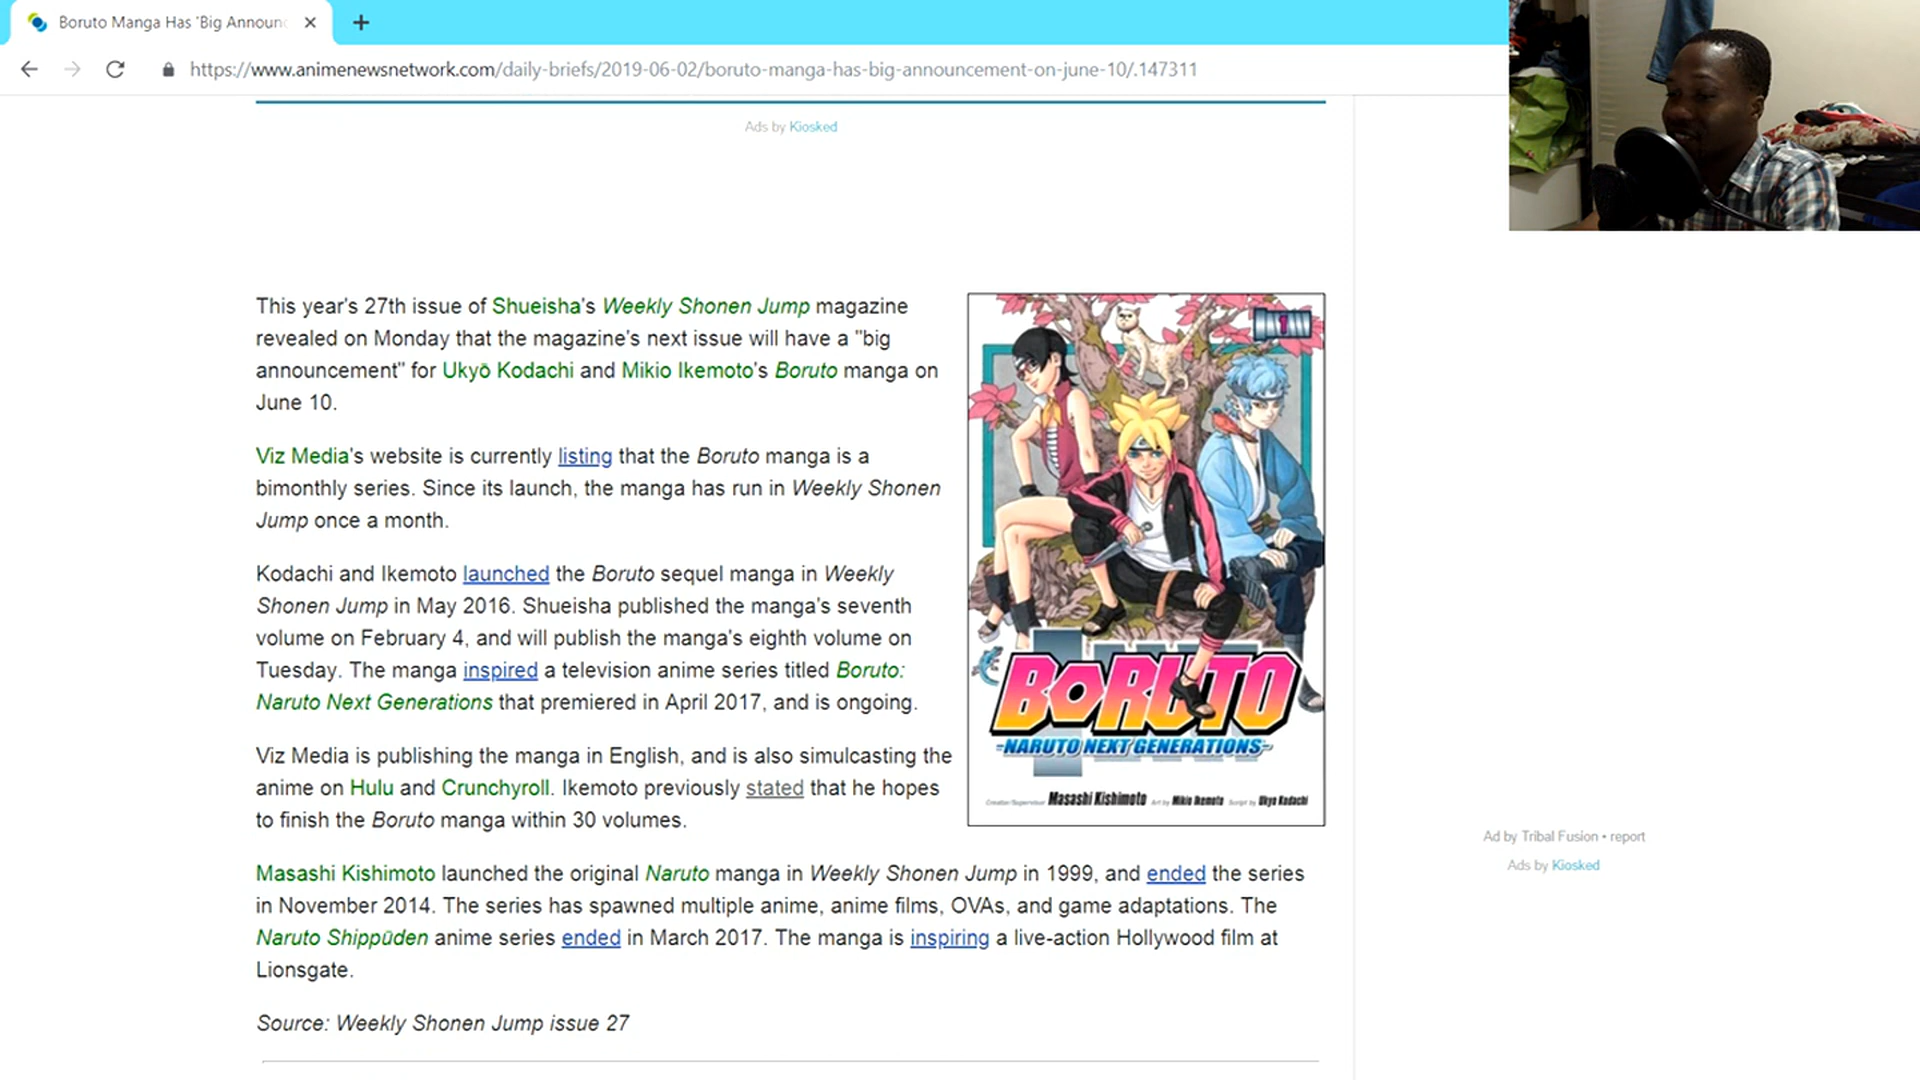 Boruto Manga Has 'Big Announc
https://www.animenewsnetwork.com/daily-briefs/2019-06-02/boruto-manga-has-big-announcement-on-june-10/.147311
Ads by Kiosked
This year's 27th issue of Shueisha's Weekly Shonen Jump magazine
revealed on Monday that the magazine's next issue will have a "big
announcement" for Ukyō Kodachi and Mikio Ikemoto's Boruto manga on
June 10.
Viz Media's website is currently listing that the Boruto manga is a
bimonthly series. Since its launch, the manga has run in Weekly Shonen
Jump once a month.
Kodachi and Ikemoto launched the Boruto sequel manga in Weekly
Shonen Jump in May 2016. Shueisha published the manga's seventh
volume on February 4, and will publish the manga's eighth volume on
Tuesday. The manga inspired a television anime series titled Boruto:
Naruto Next Generations that premiered in April 2017, and is ongoing.
Viz Media is publishing the manga in English, and is also simulcasting the
anime on Hulu and Crunchyroll. Ikemoto previously stated that he hopes
to finish the Boruto manga within 30 volumes.
1
BORUTO
-NARUTO NEXT GENERATIONS-
Creator/Supervisor Masashi Kishimoto Art by Mikio Ikemoto Script by Ukyo Kodachi
Masashi Kishimoto launched the original Naruto manga in Weekly Shonen Jump in 1999, and ended the series
in November 2014. The series has spawned multiple anime, anime films, OVAs, and game adaptations. The
Naruto Shippūden anime series ended in March 2017. The manga is inspiring a live-action Hollywood film at
Lionsgate.
Source: Weekly Shonen Jump issue 27
Ad by Tribal Fusion • report
Ads by Kiosked